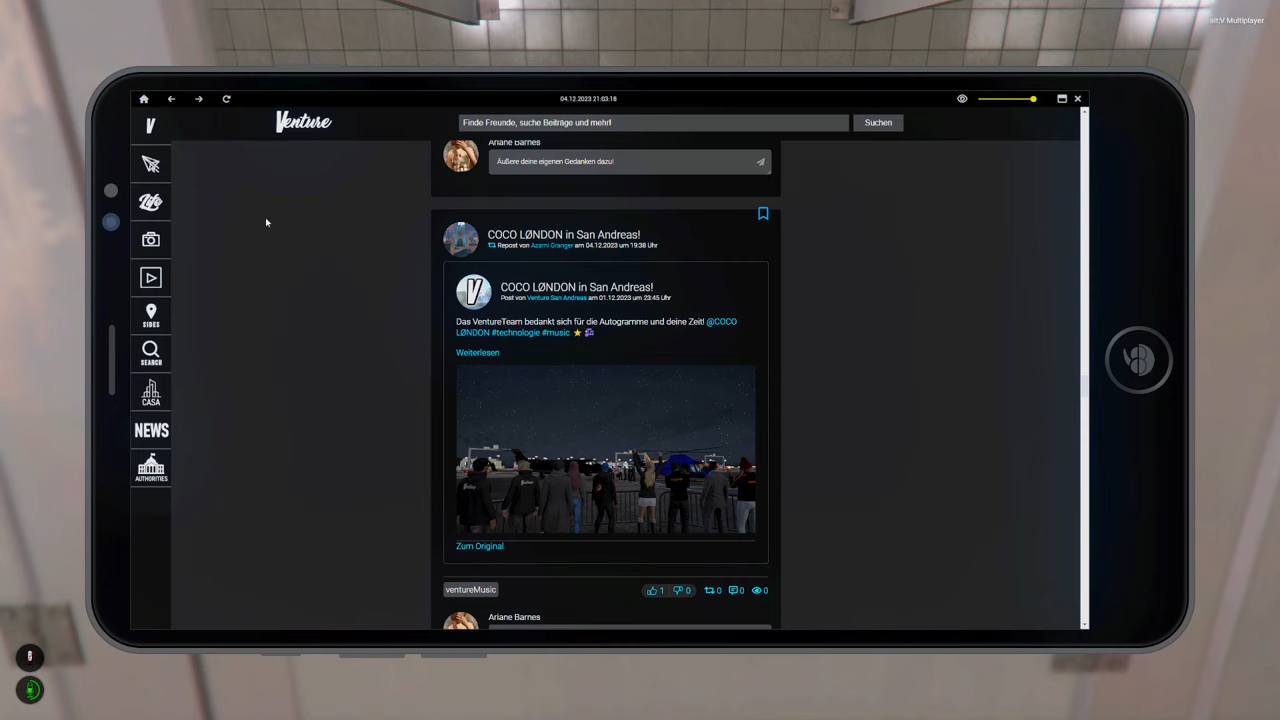 alt:V Multiplayer
04.12.2023 21:03:18
V
Venture
Finde Freunde, suche Beiträge und mehr!
Suchen
Life
SIDES
SEARCH
CASA
NEWS
AUTHORITIES
Ariane Barnes
Äußere deine eigenen Gedanken dazu!
COCO LØNDON in San Andreas!
Repost von Azami Granger am 04.12.2023 um 19:38 Uhr
V
COCO LØNDON in San Andreas!
Post von Venture San Andreas am 01.12.2023 um 23:45 Uhr
Das VentureTeam bedankt sich für die Autogramme und deine Zeit! @COCO
LØNDON #technologie #music ⭐
Weiterlesen
Zum Original
ventureMusic
1 0 0 0 0
Ariane Barnes